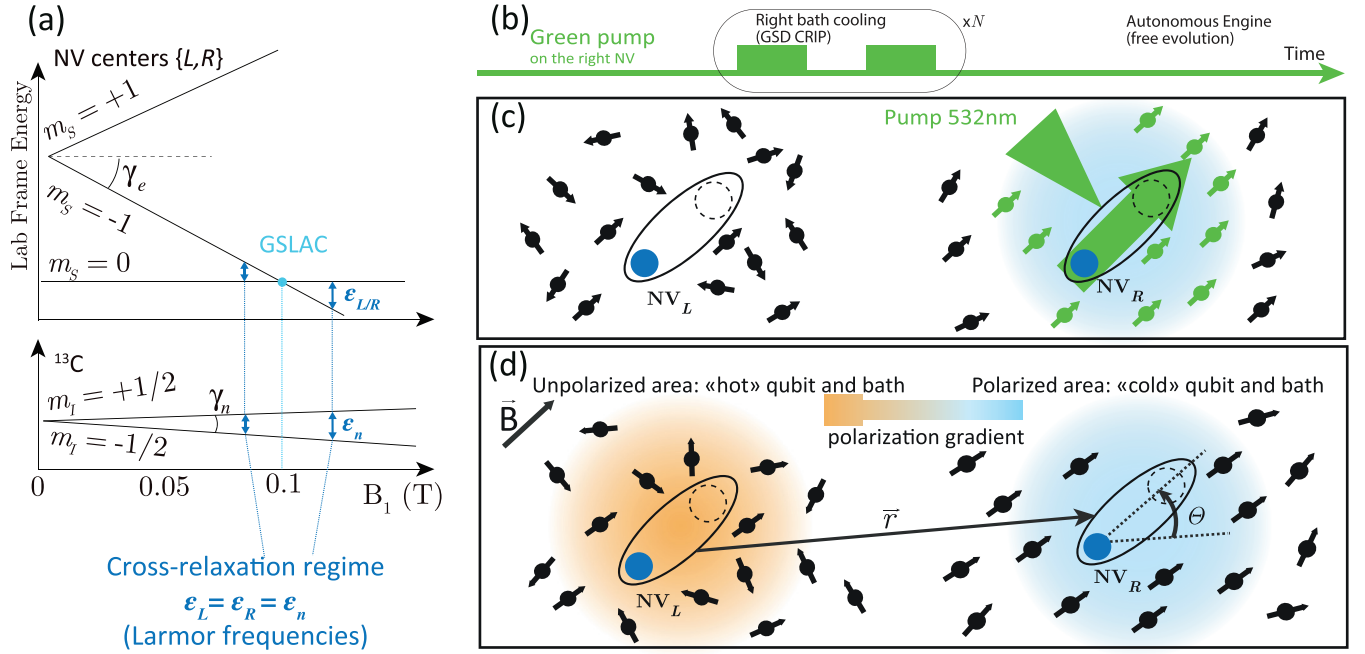 (a)
NV centers {L,R}
Lab Frame Energy
m_S = +1
γ_e
m_S = -1
GSLAC
m_S = 0
ε_L/R
¹³C
m_I = +1/2
γ_n
ε_n
m_I = -1/2
0
0.05
0.1
B₁ (T)
Cross-relaxation regime
ε_L = ε_R = ε_n
(Larmor frequencies)
(b)
Green pump
on the right NV
Right bath cooling
(GSD CRIP)
xN
Autonomous Engine
(free evolution)
Time
(c)
Pump 532nm
NV_L
NV_R
(d)
Unpolarized area: «hot» qubit and bath
Polarized area: «cold» qubit and bath
B
polarization gradient
r
Θ
NV_L
NV_R